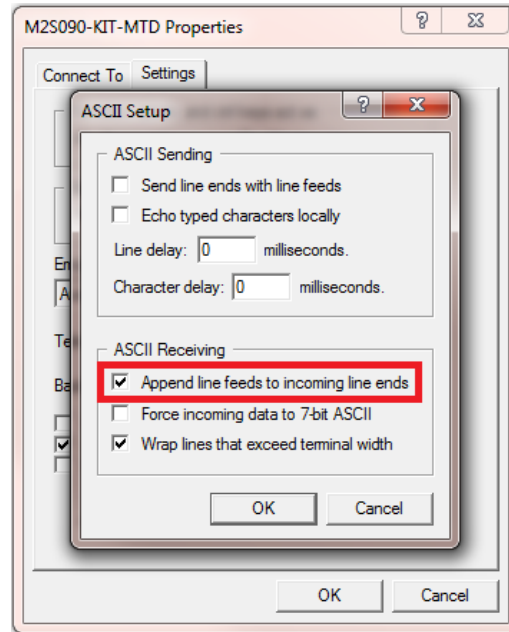 M2S090-KIT-MTD Properties
Connect To Settings
ASCII Setup
ASCII Sending
Send line ends with line feeds
Echo typed characters locally
Line delay: 0 milliseconds.
Character delay: 0 milliseconds.
ASCII Receiving
Append line feeds to incoming line ends
Force incoming data to 7-bit ASCII
Wrap lines that exceed terminal width
OK Cancel
OK Cancel